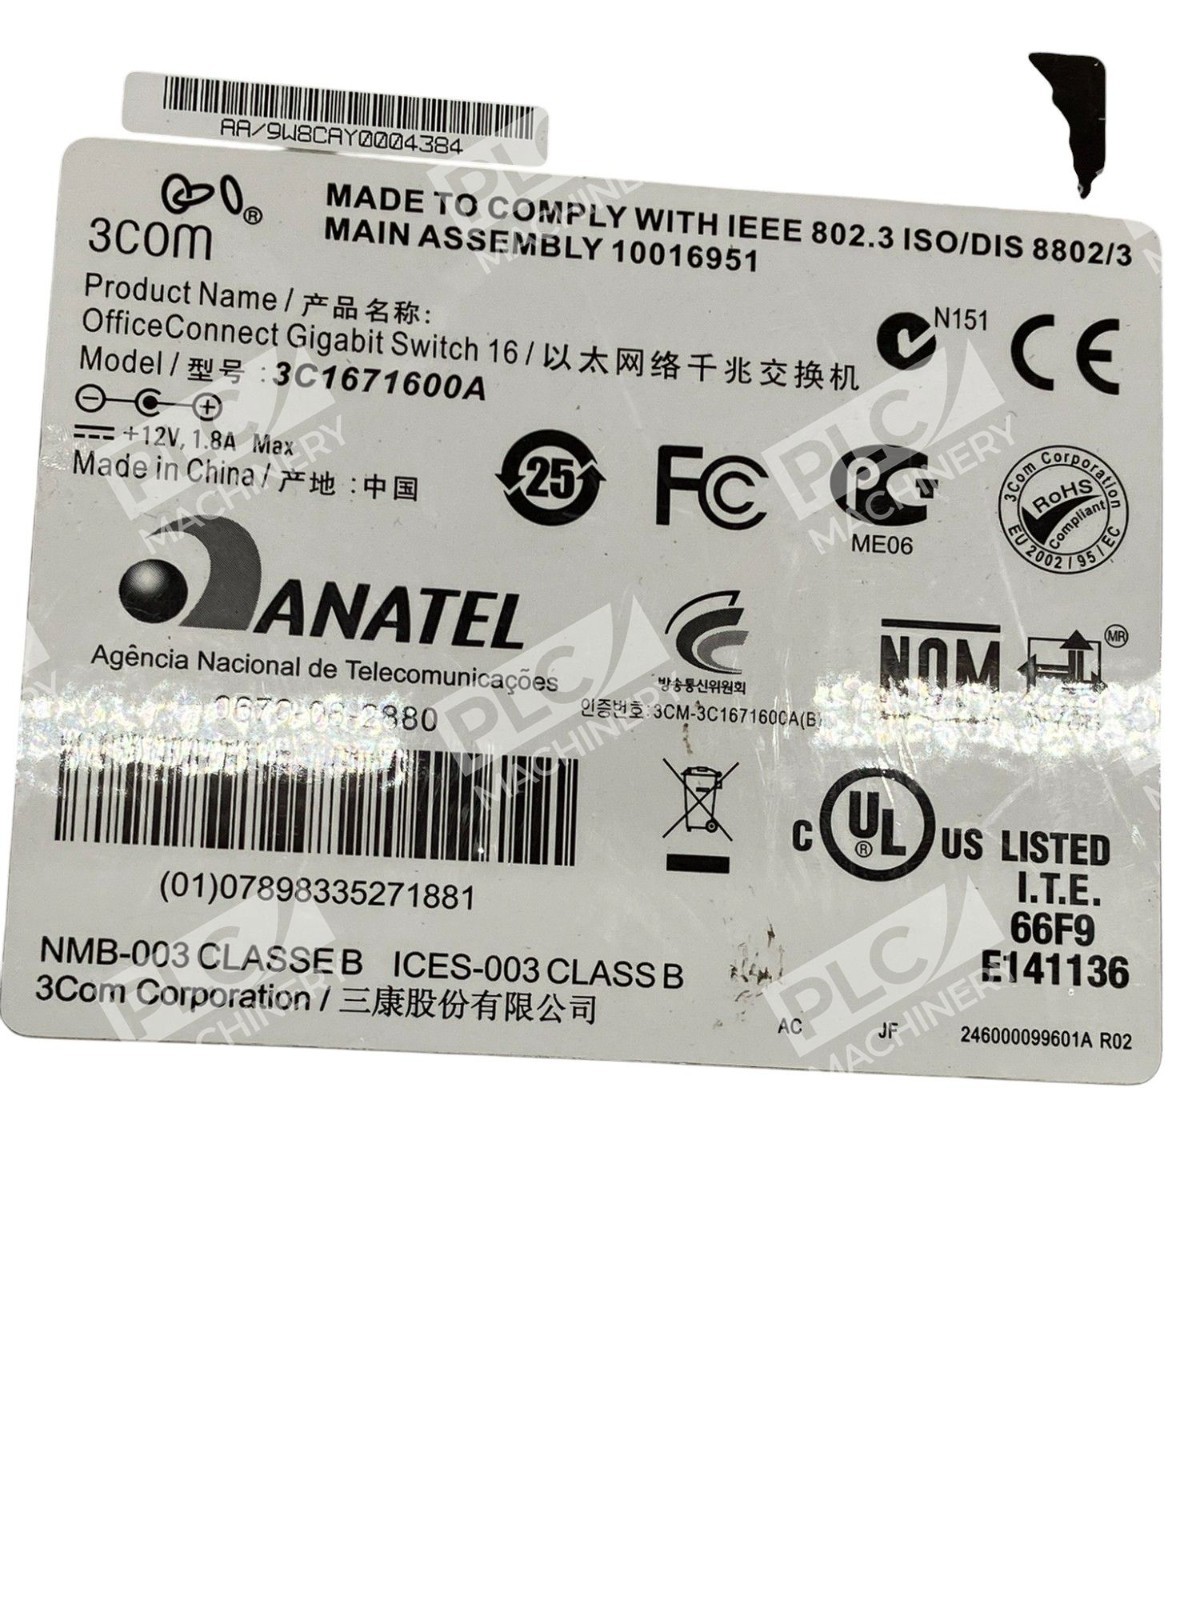 AA/9W8CAY0004384
3COM®
MADE TO COMPLY WITH IEEE 802.3 ISO/DIS 8802/3
MAIN ASSEMBLY 10016951
Product Name / 产品名称:
OfficeConnect Gigabit Switch 16 / 以太网络千兆交换机
Model / 型号 : 3C1671600A
N151
CE
+12V, 1.8A Max
Made in China / 产地 : 中国
25
FC
PG
ME06
3Com Corporation
RoHS
Compliant
EU 2002 / 95 / EC
ANATEL
Agência Nacional de Telecomunicações
2880
방송통신위원회
인증번호: 3CM-3C1671600A(B)
NOM
MR
(01)07898335271881
C UL® US LISTED
I.T.E.
66F9
E141136
NMB-003 CLASSE B ICES-003 CLASS B
3Com Corporation / 三康股份有限公司
AC JF 246000099601A R02
PLC
MACHINERY